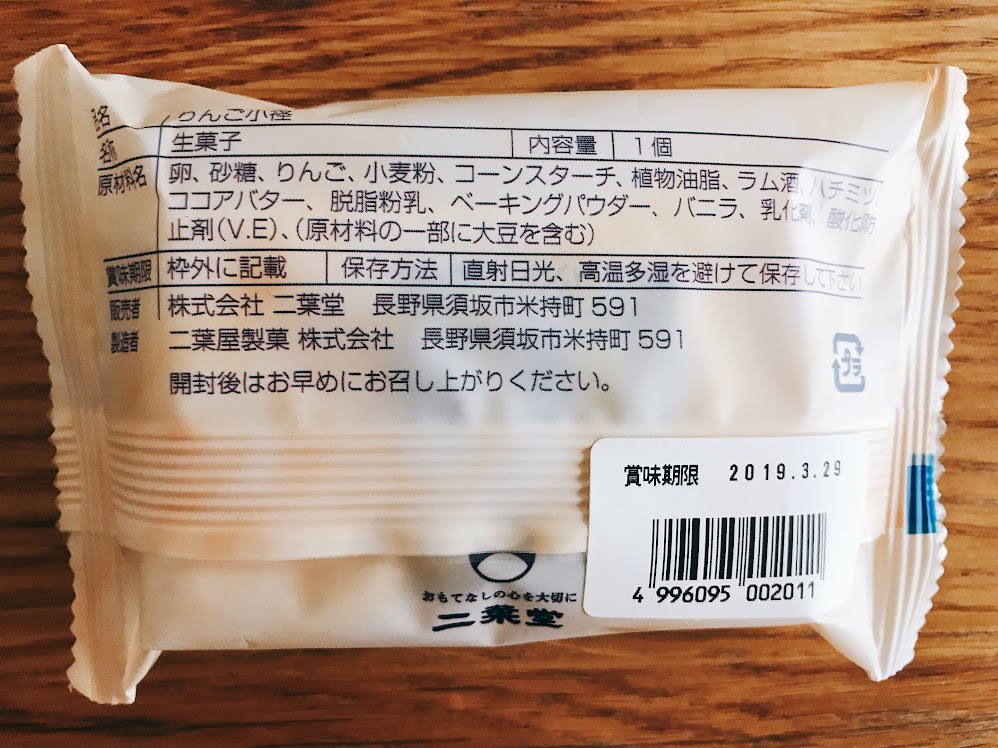 品名 りんご小径
名称 生菓子 内容量 1個
原材料名 卵、砂糖、りんご、小麦粉、コーンスターチ、植物油脂、ラム酒、ハチミツ、
ココアバター、脱脂粉乳、ベーキングパウダー、バニラ、乳化剤、酸化防
止剤(V.E)、(原材料の一部に大豆を含む)
賞味期限 枠外に記載 保存方法 直射日光、高温多湿を避けて保存して下さい
販売者 株式会社 二葉堂 長野県須坂市米持町 591
製造者 二葉屋製菓 株式会社 長野県須坂市米持町 591
開封後はお早めにお召し上がりください。
プラ
賞味期限 2019.3.29
4 996095 002011
おもてなしの心を大切に
二葉堂